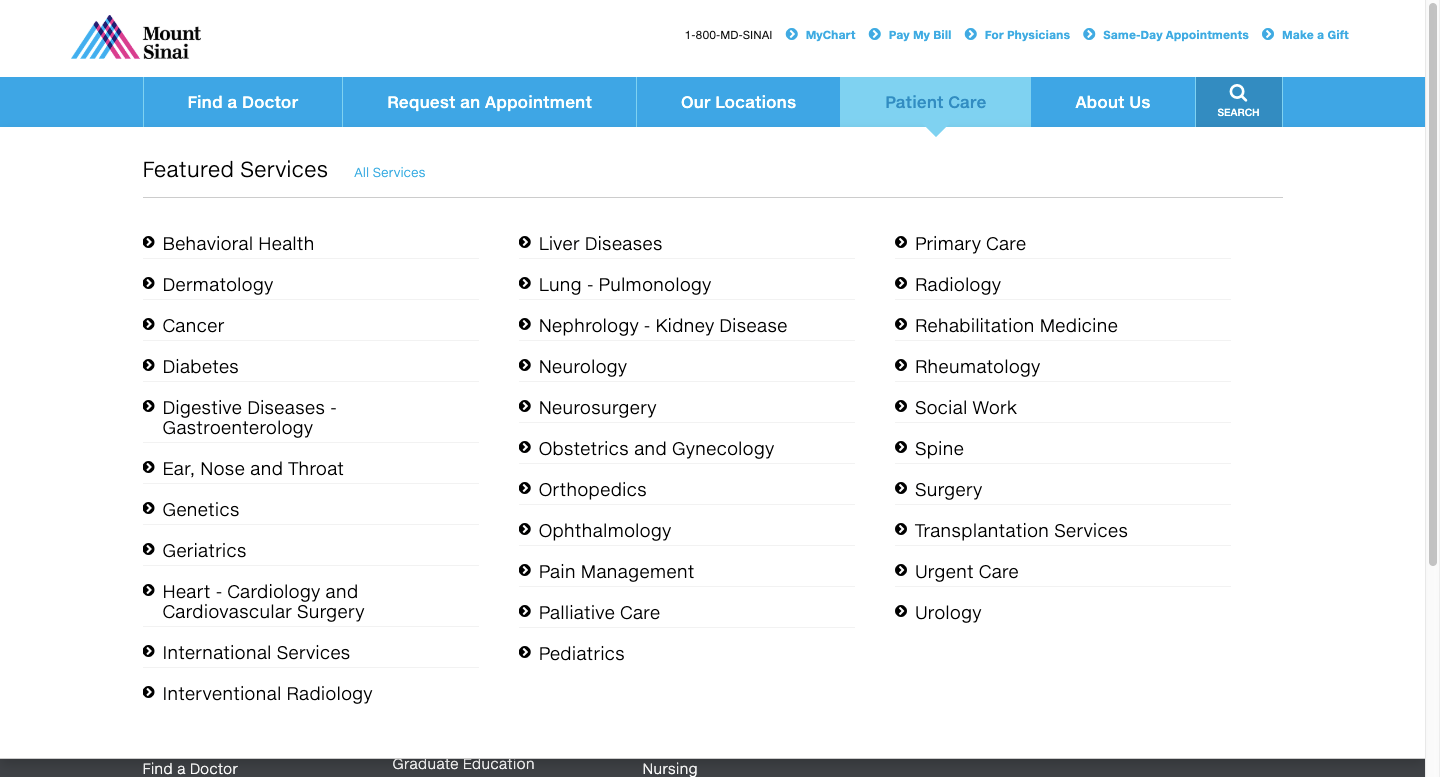 Mount
Sinai
1-800-MD-SINAI MyChart Pay My Bill For Physicians Same-Day Appointments Make a Gift
Find a Doctor Request an Appointment Our Locations Patient Care About Us SEARCH
Featured Services All Services
Behavioral Health
Dermatology
Cancer
Diabetes
Digestive Diseases -
Gastroenterology
Ear, Nose and Throat
Genetics
Geriatrics
Heart - Cardiology and
Cardiovascular Surgery
International Services
Interventional Radiology
Liver Diseases
Lung - Pulmonology
Nephrology - Kidney Disease
Neurology
Neurosurgery
Obstetrics and Gynecology
Orthopedics
Ophthalmology
Pain Management
Palliative Care
Pediatrics
Primary Care
Radiology
Rehabilitation Medicine
Rheumatology
Social Work
Spine
Surgery
Transplantation Services
Urgent Care
Urology
Find a Doctor
Graduate Education
Nursing